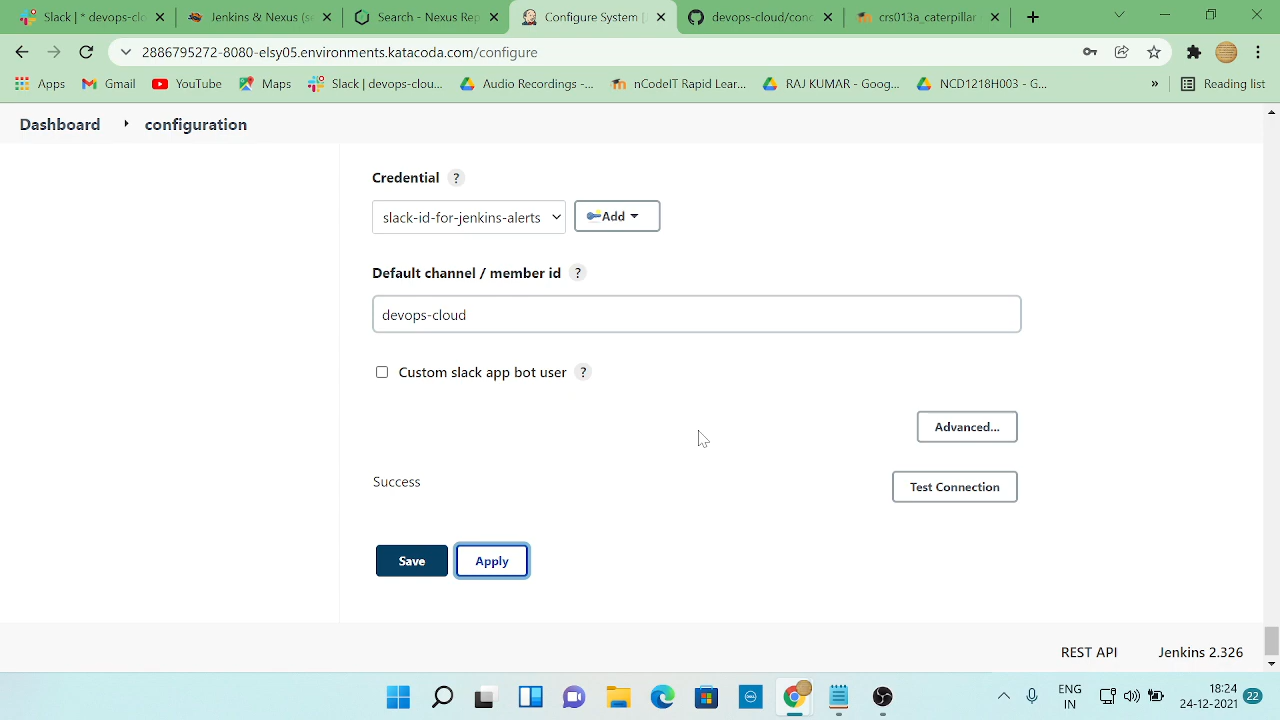 Slack | * devops-clo
Jenkins & Nexus (so
Search - Nexus Rep
Configure System [J
devops-cloud/conc
crs013a_caterpillar
2886795272-8080-elsy05.environments.katacoda.com/configure
Apps
Gmail
YouTube
Maps
Slack | devops-clou...
Audio Recordings -...
nCodeIT Rapid Lear...
RAJ KUMAR - Goog...
NCD1218H003 - G...
»
Reading list
Dashboard
configuration
Credential ?
slack-id-for-jenkins-alerts
Add
Default channel / member id ?
devops-cloud
Custom slack app bot user ?
Advanced...
Success
Test Connection
Save
Apply
REST API
Jenkins 2.326
ENG
IN
18:24
24-12-2021
22